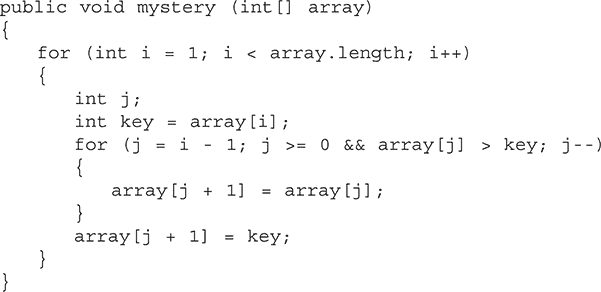 public void mystery (int[] array)
{
    for (int i = 1; i < array.length; i++)
    {
        int j;
        int key = array[i];
        for (j = i - 1; j >= 0 && array[j] > key; j--)
        {
            array[j + 1] = array[j];
        }
        array[j + 1] = key;
    }
}